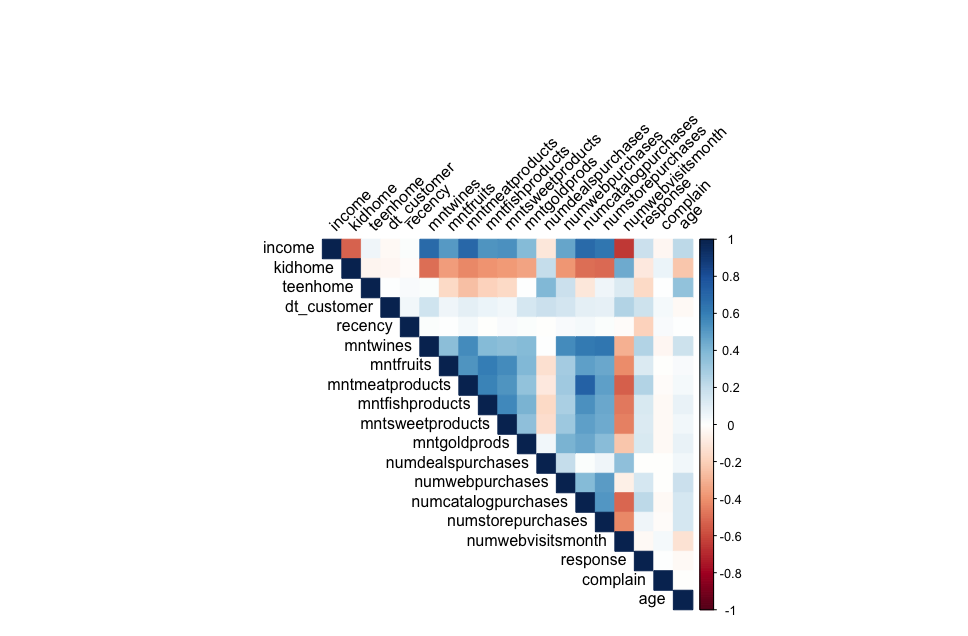 income
kidhome
teenhome
dt_customer
recency
mntwines
mntfruits
mntmeatproducts
mntfishproducts
mntsweetproducts
mntgoldprods
numdealspurchases
numwebpurchases
numcatalogpurchases
numstorepurchases
numwebvisitsmonth
response
complain
age
income
kidhome
teenhome
dt_customer
recency
mntwines
mntfruits
mntmeatproducts
mntfishproducts
mntsweetproducts
mntgoldprods
numdealspurchases
numwebpurchases
numcatalogpurchases
numstorepurchases
numwebvisitsmonth
response
complain
age
1
0.8
0.6
0.4
0.2
0
-0.2
-0.4
-0.6
-0.8
-1